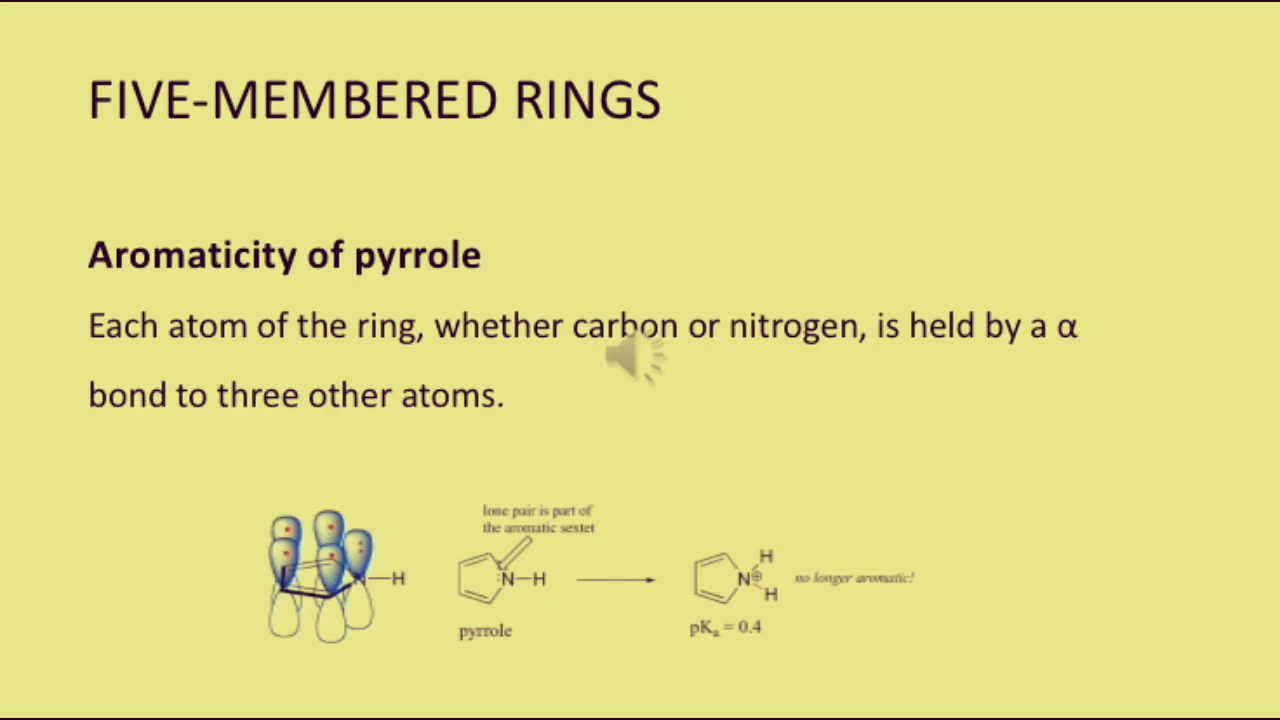 FIVE-MEMBERED RINGS
Aromaticity of pyrrole
Each atom of the ring, whether carbon or nitrogen, is held by a α
bond to three other atoms.
lone pair is part of
the aromatic sextet
N—H
:N—H
pyrrole
H
N⊕
H
no longer aromatic!
pKₐ = 0.4